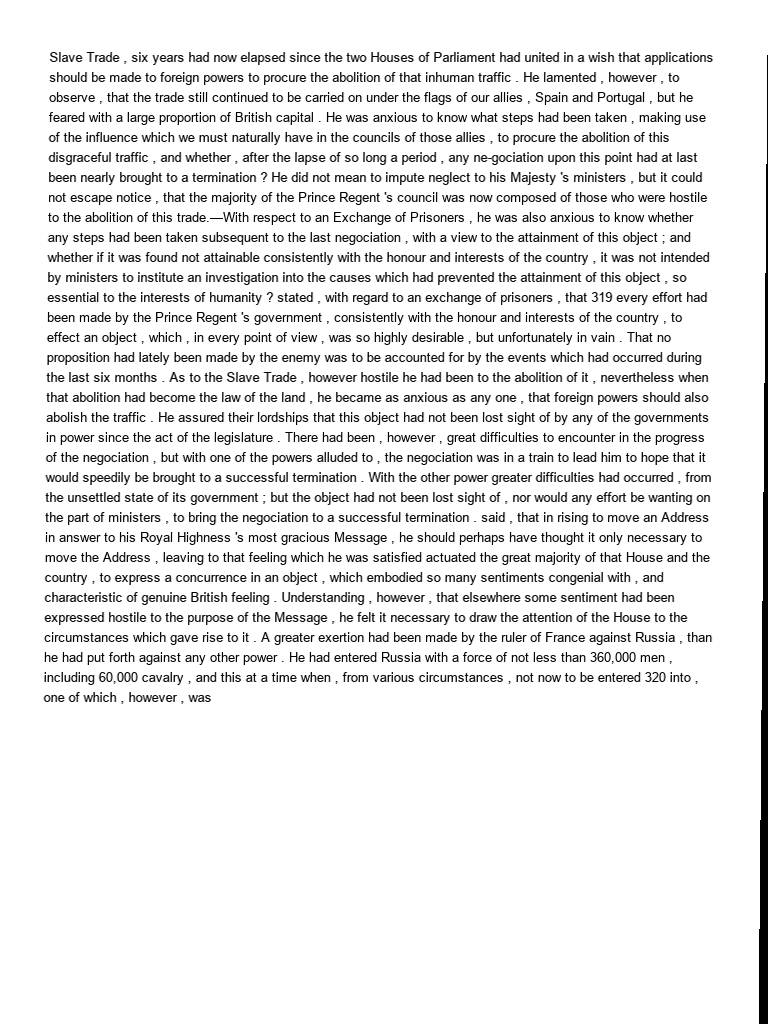 Slave Trade , six years had now elapsed since the two Houses of Parliament had united in a wish that applications
should be made to foreign powers to procure the abolition of that inhuman traffic . He lamented , however , to
observe , that the trade still continued to be carried on under the flags of our allies , Spain and Portugal , but he
feared with a large proportion of British capital . He was anxious to know what steps had been taken , making use
of the influence which we must naturally have in the councils of those allies , to procure the abolition of this
disgraceful traffic , and whether , after the lapse of so long a period , any ne-gociation upon this point had at last
been nearly brought to a termination ? He did not mean to impute neglect to his Majesty 's ministers , but it could
not escape notice , that the majority of the Prince Regent 's council was now composed of those who were hostile
to the abolition of this trade.—With respect to an Exchange of Prisoners , he was also anxious to know whether
any steps had been taken subsequent to the last negociation , with a view to the attainment of this object ; and
whether if it was found not attainable consistently with the honour and interests of the country , it was not intended
by ministers to institute an investigation into the causes which had prevented the attainment of this object , so
essential to the interests of humanity ? stated , with regard to an exchange of prisoners , that 319 every effort had
been made by the Prince Regent 's government , consistently with the honour and interests of the country , to
effect an object , which , in every point of view , was so highly desirable , but unfortunately in vain . That no
proposition had lately been made by the enemy was to be accounted for by the events which had occurred during
the last six months . As to the Slave Trade , however hostile he had been to the abolition of it , nevertheless when
that abolition had become the law of the land , he became as anxious as any one , that foreign powers should also
abolish the traffic . He assured their lordships that this object had not been lost sight of by any of the governments
in power since the act of the legislature . There had been , however , great difficulties to encounter in the progress
of the negociation , but with one of the powers alluded to , the negociation was in a train to lead him to hope that it
would speedily be brought to a successful termination . With the other power greater difficulties had occurred , from
the unsettled state of its government ; but the object had not been lost sight of , nor would any effort be wanting on
the part of ministers , to bring the negociation to a successful termination . said , that in rising to move an Address
in answer to his Royal Highness 's most gracious Message , he should perhaps have thought it only necessary to
move the Address , leaving to that feeling which he was satisfied actuated the great majority of that House and the
country , to express a concurrence in an object , which embodied so many sentiments congenial with , and
characteristic of genuine British feeling . Understanding , however , that elsewhere some sentiment had been
expressed hostile to the purpose of the Message , he felt it necessary to draw the attention of the House to the
circumstances which gave rise to it . A greater exertion had been made by the ruler of France against Russia , than
he had put forth against any other power . He had entered Russia with a force of not less than 360,000 men ,
including 60,000 cavalry , and this at a time when , from various circumstances , not now to be entered 320 into ,
one of which , however , was